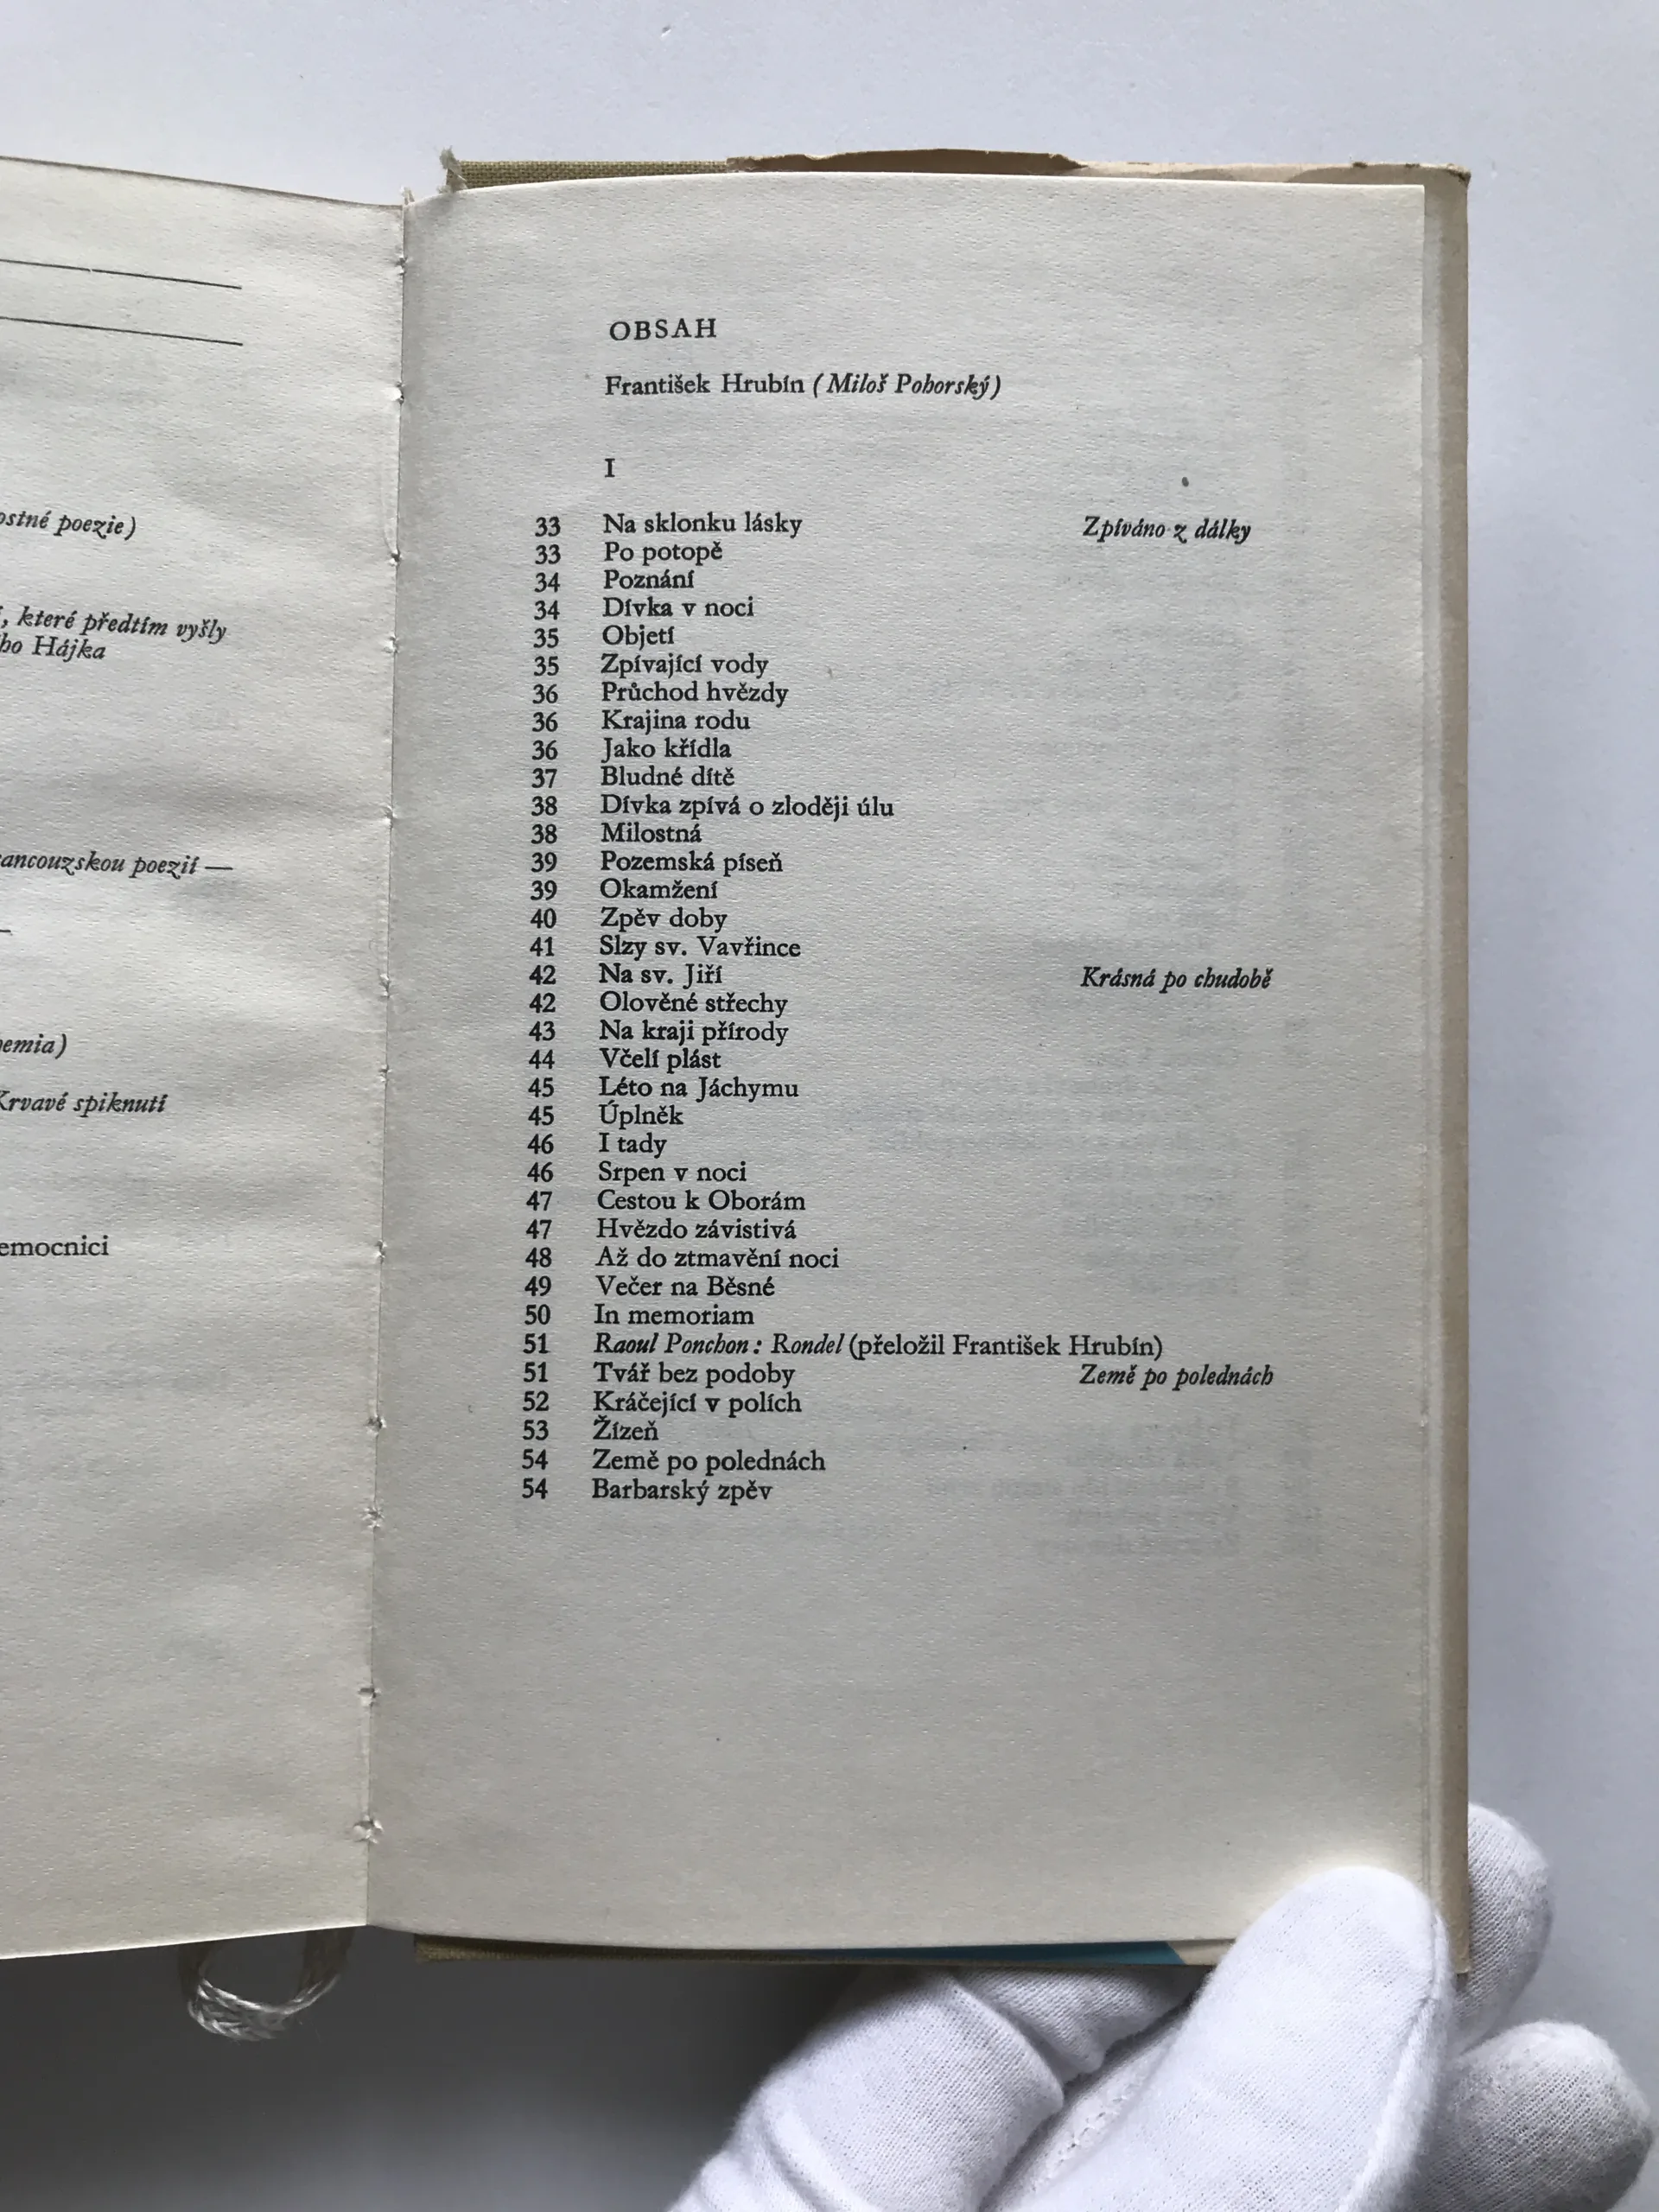 poezie)
, které předtím vyšly
ho Hájka
francouzskou poezií —
Krvavé spiknutí
OBSAH
František Hrubín (Miloš Pohorský)
I
33 Na sklonku lásky Zpíváno z dálky
33 Po potopě
34 Poznání
34 Dívka v noci
35 Objetí
35 Zpívající vody
36 Průchod hvězdy
36 Krajina rodu
36 Jako křídla
37 Bludné dítě
38 Dívka zpívá o zloději úlu
38 Milostná
39 Pozemská píseň
39 Okamžení
40 Zpěv doby
41 Slzy sv. Vavřince
42 Na sv. Jiří Krásná po chudobě
42 Olověné střechy
43 Na kraji přírody
44 Včelí plást
45 Léto na Jáchymu
45 Úplněk
46 I tady
46 Srpen v noci
47 Cestou k Oborám
47 Hvězdo závistivá
48 Až do ztmavění noci
49 Večer na Běsné
50 In memoriam
51 Raoul Ponchon: Rondel (přeložil František Hrubín)
51 Tvář bez podoby Země po polednách
52 Kráčející v polích
53 Žízeň
54 Země po polednách
54 Barbarský zpěv